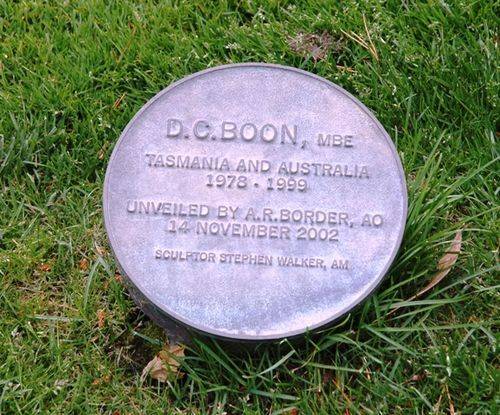 D.C.BOON, MBE
TASMANIA AND AUSTRALIA
1978 - 1999
UNVEILED BY A.R.BORDER, AO
14 NOVEMBER 2002
SCULPTOR STEPHEN WALKER, AM